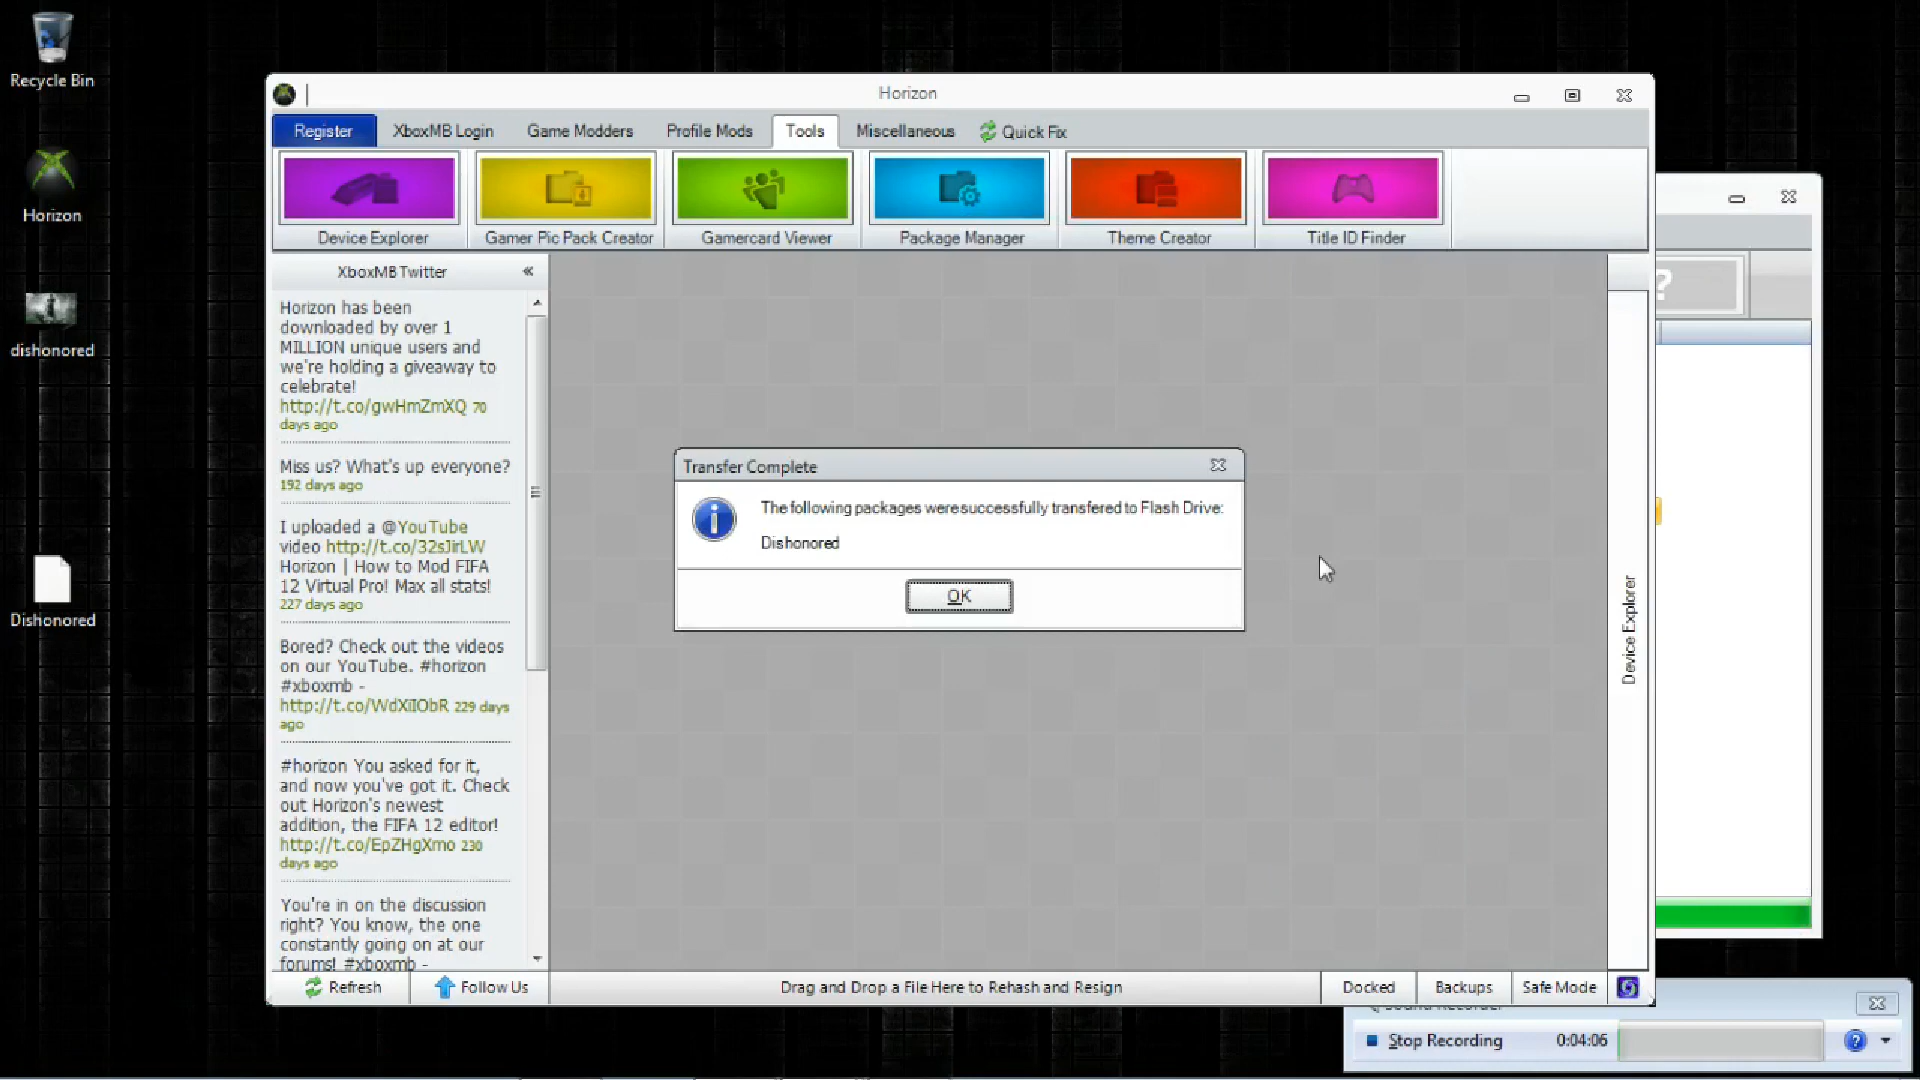 Recycle Bin
Horizon
dishonored
Dishonored
Horizon
Register
XboxMB Login
Game Modders
Profile Mods
Tools
Miscellaneous
Quick Fix
Device Explorer
Gamer Pic Pack Creator
Gamercard Viewer
Package Manager
Theme Creator
Title ID Finder
XboxMB Twitter
Horizon has been
downloaded by over 1
MILLION unique users and
we're holding a giveaway to
celebrate!
http://t.co/gwHmZmXQ 70
days ago
Miss us? What's up everyone?
192 days ago
I uploaded a @YouTube
video http://t.co/32sJirLW
Horizon | How to Mod FIFA
12 Virtual Pro! Max all stats!
227 days ago
Bored? Check out the videos
on our YouTube. #horizon
#xboxmb -
http://t.co/WdXiIObR 229 days
ago
#horizon You asked for it,
and now you've got it. Check
out Horizon's newest
addition, the FIFA 12 editor!
http://t.co/EpZHgXmo 230
days ago
You're in on the discussion
right? You know, the one
constantly going on at our
forums! #xboxmb -
Refresh
Follow Us
Transfer Complete
The following packages were successfully transfered to Flash Drive:
Dishonored
OK
Device Explorer
?
Drag and Drop a File Here to Rehash and Resign
Docked
Backups
Safe Mode
Stop Recording
0:04:06